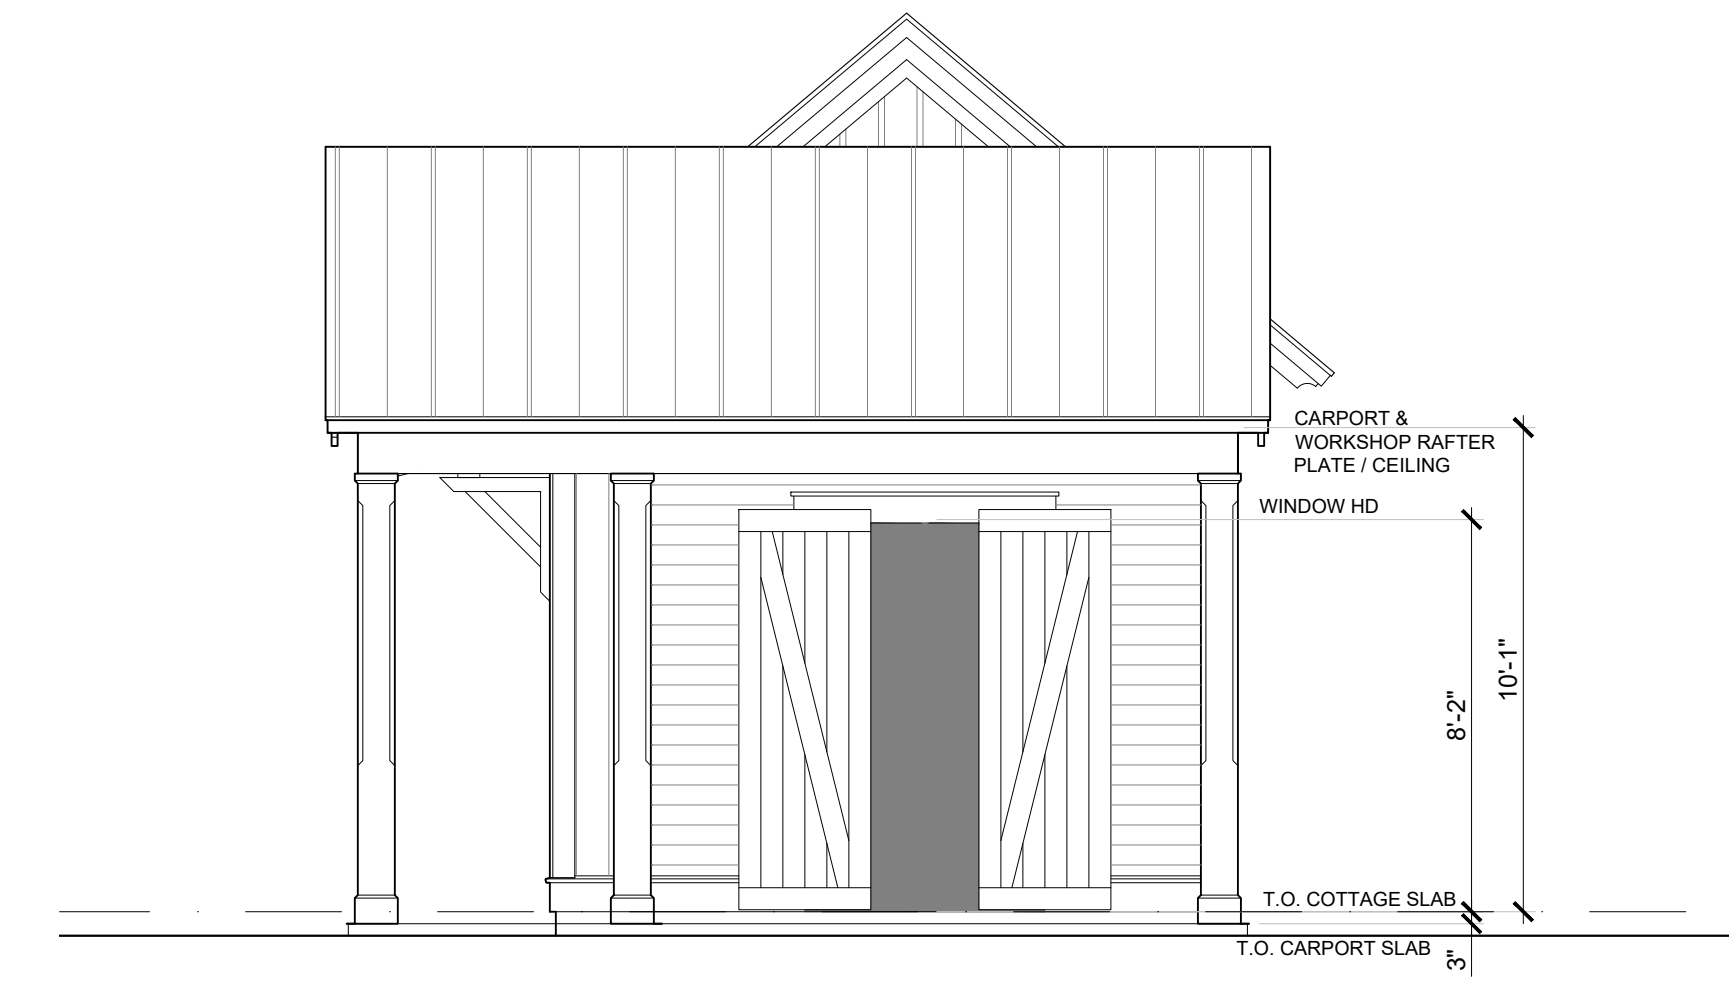 CARPORT &
WORKSHOP RAFTER
PLATE / CEILING
WINDOW HD
10'-1"
8'-2"
T.O. COTTAGE SLAB
T.O. CARPORT SLAB
3"